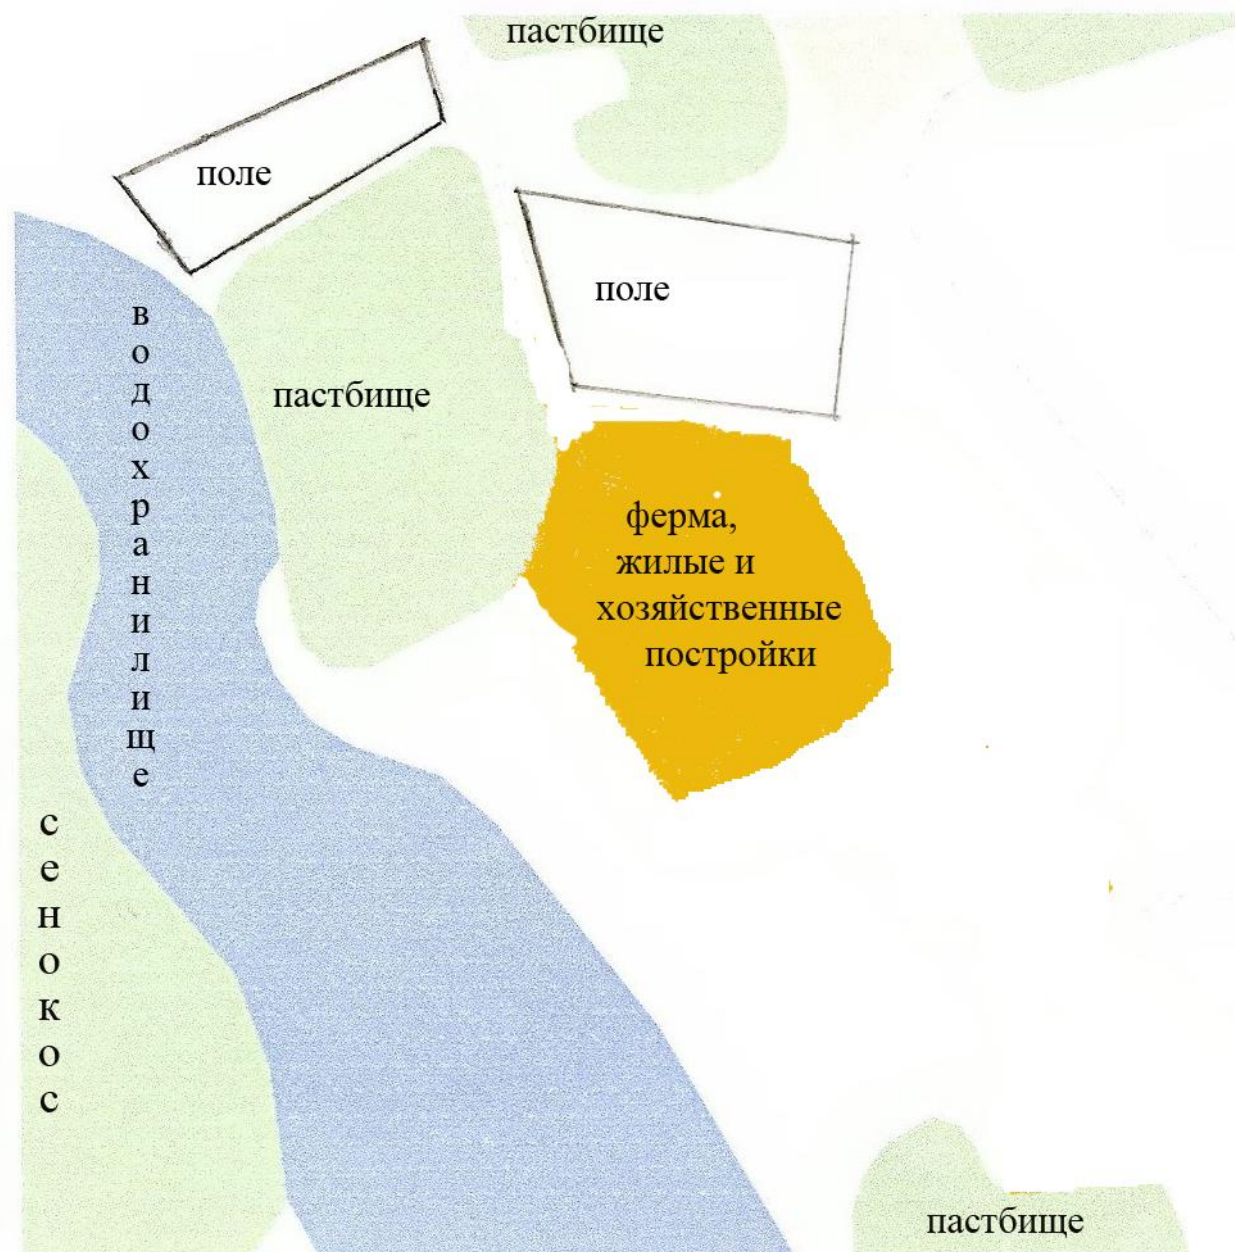 пастбище
поле
поле
пастбище
водохранилище
ферма,
жилые и
хозяйственные
постройки
сенокос
пастбище